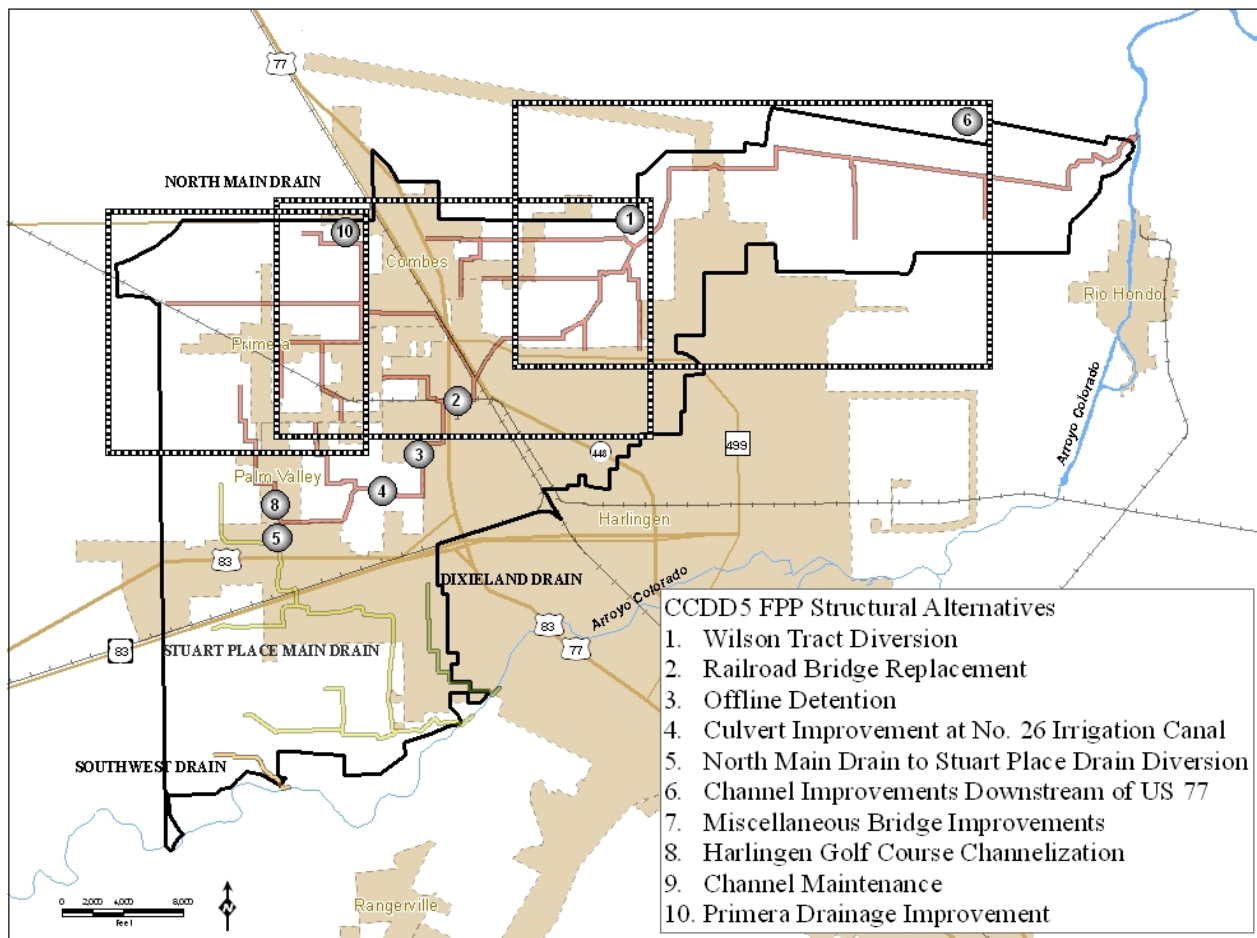 77
6
NORTH MAIN DRAIN
1
10
Combes
Rio Hondo
Primera
2
Arroyo Colorado
3
448
499
Palm Valley
4
8
Harlingen
5
83
DIXIELAND DRAIN
Arroyo Colorado
83
77
83
STUART PLACE MAIN DRAIN
SOUTHWEST DRAIN
Rangerville
0 2,000 4,000 8,000
Feet
N
CCDD5 FPP Structural Alternatives
1. Wilson Tract Diversion
2. Railroad Bridge Replacement
3. Offline Detention
4. Culvert Improvement at No. 26 Irrigation Canal
5. North Main Drain to Stuart Place Drain Diversion
6. Channel Improvements Downstream of US 77
7. Miscellaneous Bridge Improvements
8. Harlingen Golf Course Channelization
9. Channel Maintenance
10. Primera Drainage Improvement